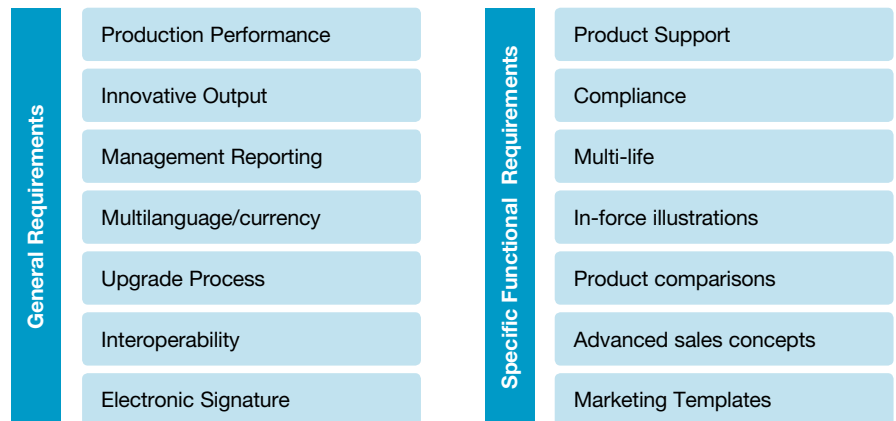 General Requirements
Production Performance
Innovative Output
Management Reporting
Multilanguage/currency
Upgrade Process
Interoperability
Electronic Signature
Specific Functional Requirements
Product Support
Compliance
Multi-life
In-force illustrations
Product comparisons
Advanced sales concepts
Marketing Templates